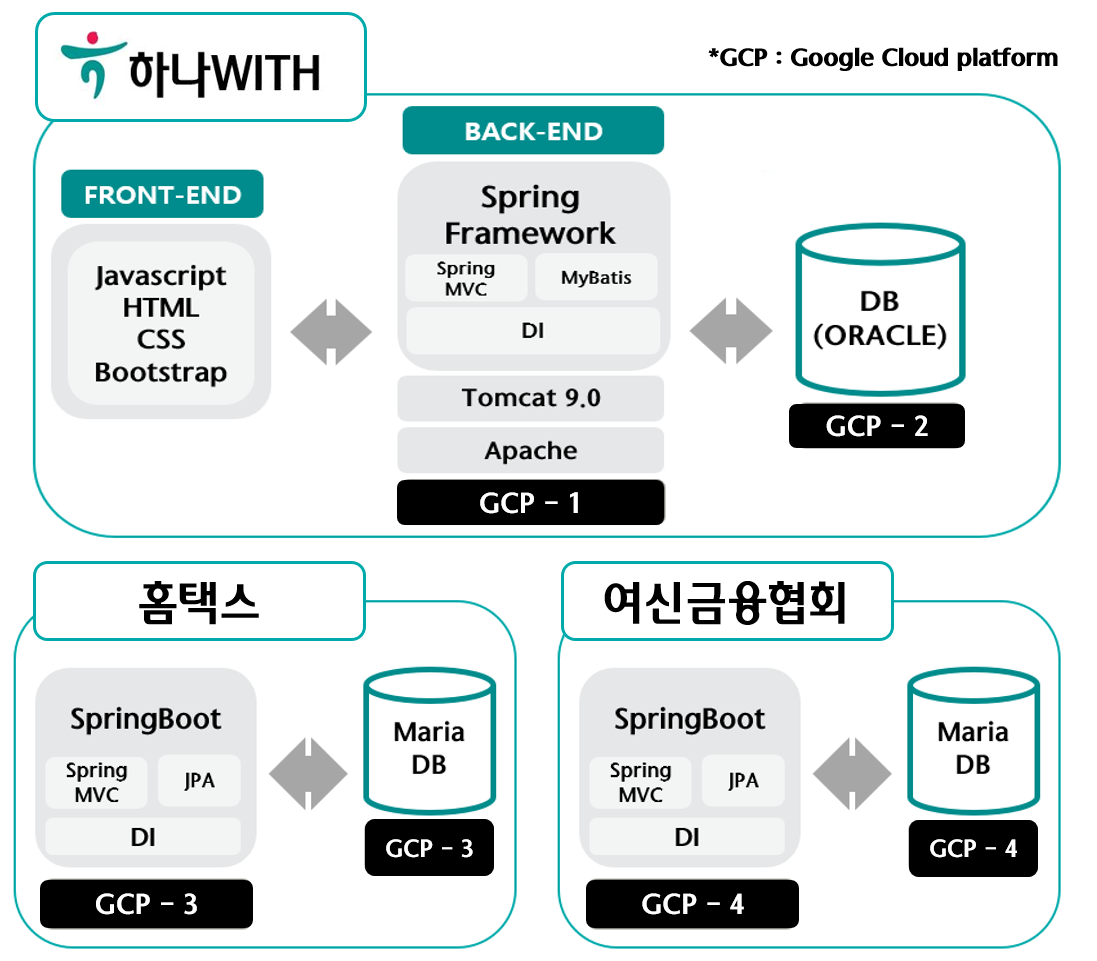 하나WITH
*GCP : Google Cloud platform
FRONT-END
Javascript
HTML
CSS
Bootstrap
BACK-END
Spring
Framework
Spring
MVC
MyBatis
DI
Tomcat 9.0
Apache
GCP - 1
DB
(ORACLE)
GCP - 2
홈택스
SpringBoot
Spring
MVC
JPA
DI
GCP - 3
Maria
DB
GCP - 3
여신금융협회
SpringBoot
Spring
MVC
JPA
DI
GCP - 4
Maria
DB
GCP - 4